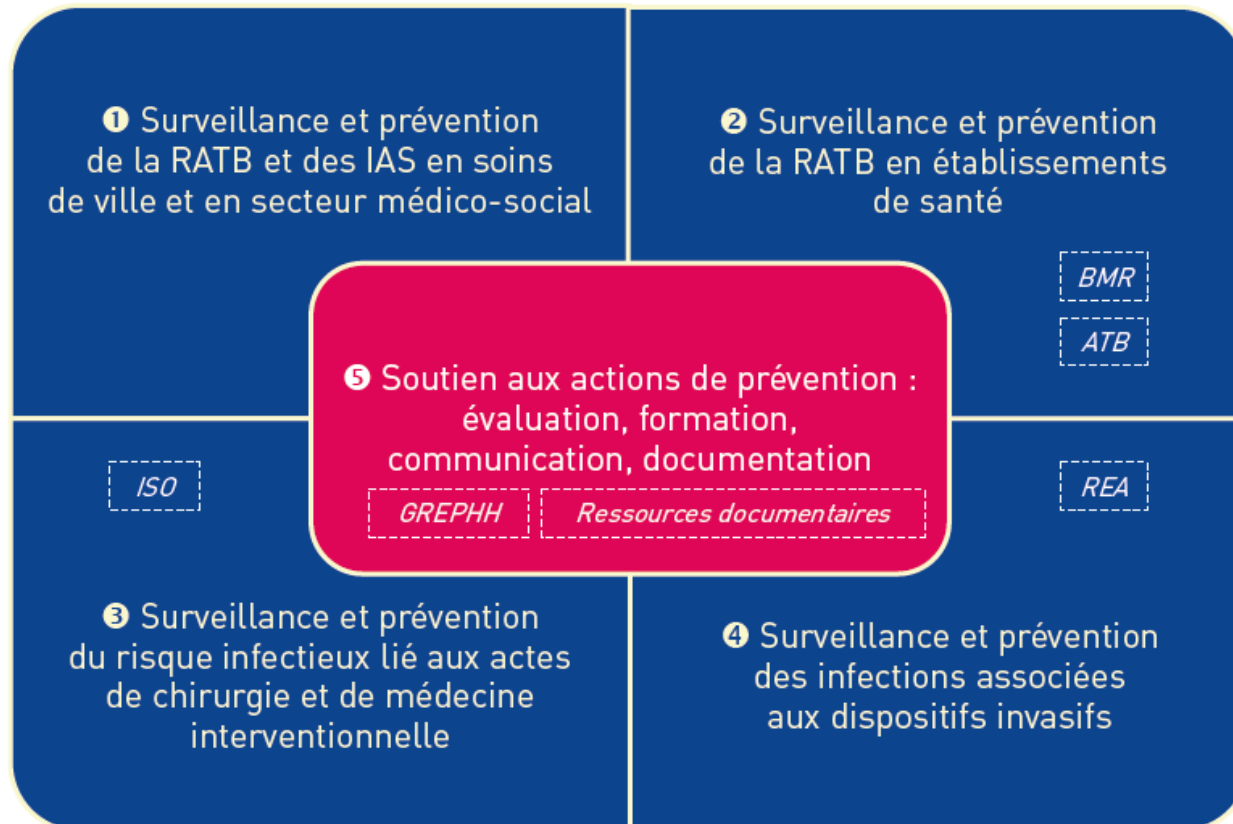 ❶ Surveillance et prévention
de la RATB et des IAS en soins
de ville et en secteur médico-social
❷ Surveillance et prévention
de la RATB en établissements
de santé
BMR
ATB
❺ Soutien aux actions de prévention :
évaluation, formation,
communication, documentation
GREPHH
Ressources documentaires
ISO
❸ Surveillance et prévention
du risque infectieux lié aux actes
de chirurgie et de médecine
interventionnelle
REA
❹ Surveillance et prévention
des infections associées
aux dispositifs invasifs